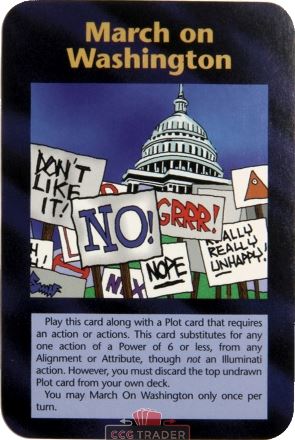 March on
Washington
DON'T
LIKE
IT!
NO!
GRRR!
REALLY
UNHAPPY!
NOPE
Play this card along with a Plot card that requires
an action or actions. This card substitutes for any
one action of a Power of 6 or less, from any
Alignment or Attribute, though not an Illuminati
action. However, you must discard the top undrawn
Plot card from your own deck.
You may March On Washington only once per
turn.
CCG TRADER